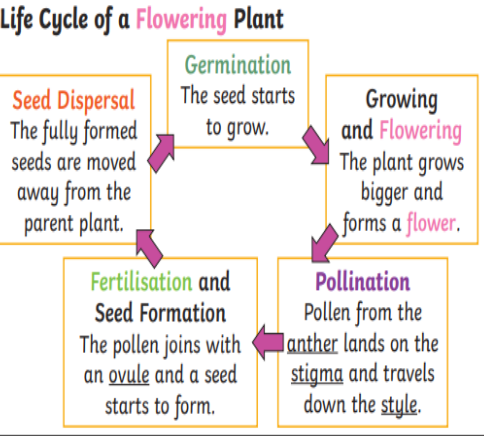 Life Cycle of a Flowering Plant
Germination
The seed starts
to grow.
Growing
and Flowering
The plant grows
bigger and
forms a flower.
Pollination
Pollen from the
anther lands on the
stigma and travels
down the style.
Fertilisation and
Seed Formation
The pollen joins with
an ovule and a seed
starts to form.
Seed Dispersal
The fully formed
seeds are moved
away from the
parent plant.